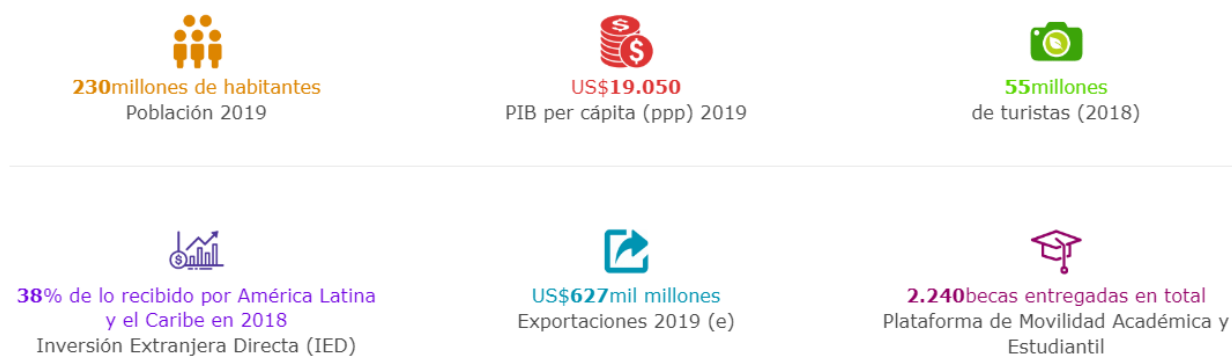 230millones de habitantes
Población 2019
US$19.050
PIB per cápita (ppp) 2019
55millones
de turistas (2018)
38% de lo recibido por América Latina
y el Caribe en 2018
Inversión Extranjera Directa (IED)
US$627mil millones
Exportaciones 2019 (e)
2.240becas entregadas en total
Plataforma de Movilidad Académica y
Estudiantil